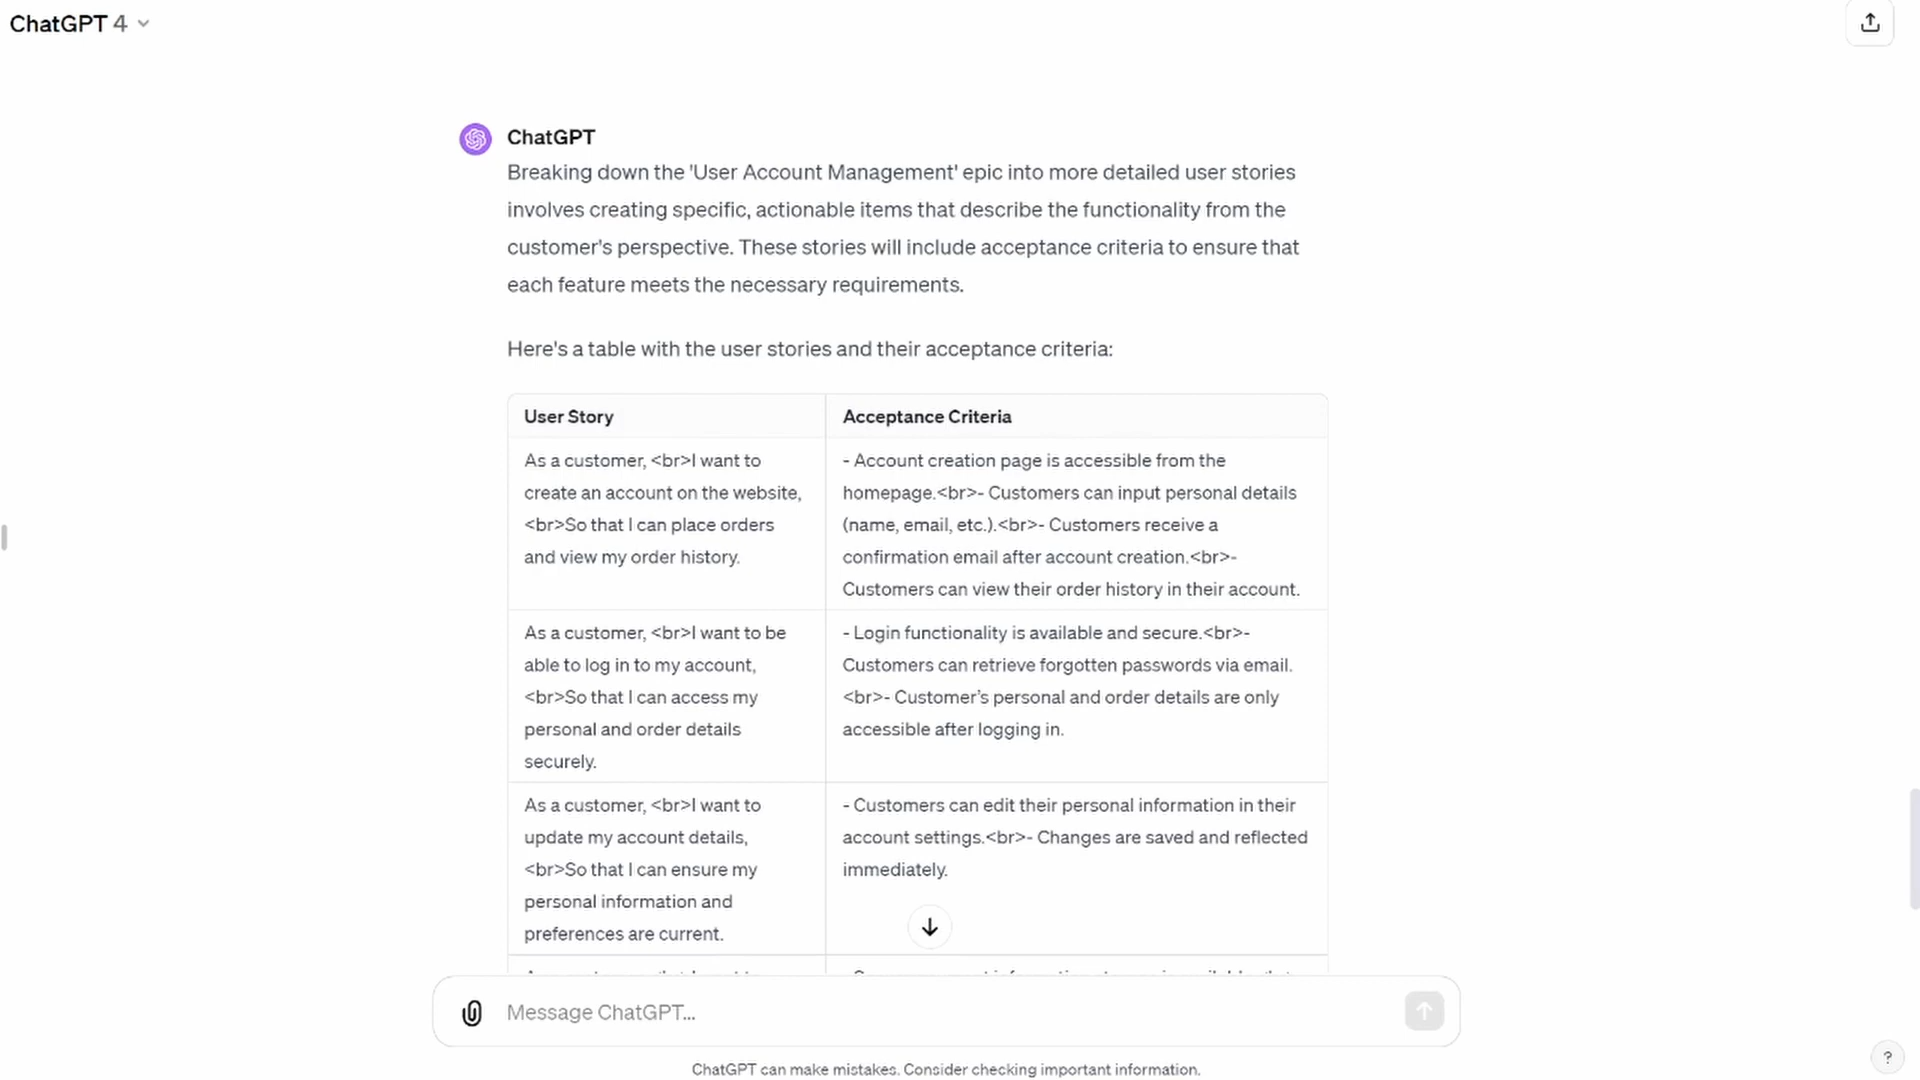 ChatGPT 4
ChatGPT
Breaking down the 'User Account Management' epic into more detailed user stories
involves creating specific, actionable items that describe the functionality from the
customer's perspective. These stories will include acceptance criteria to ensure that
each feature meets the necessary requirements.
Here's a table with the user stories and their acceptance criteria:
User Story
Acceptance Criteria
As a customer, <br>I want to
create an account on the website,
<br>So that I can place orders
and view my order history.
- Account creation page is accessible from the
homepage.<br>- Customers can input personal details
(name, email, etc.).<br>- Customers receive a
confirmation email after account creation.<br>-
Customers can view their order history in their account.
As a customer, <br>I want to be
able to log in to my account,
<br>So that I can access my
personal and order details
securely.
- Login functionality is available and secure.<br>-
Customers can retrieve forgotten passwords via email.
<br>- Customer’s personal and order details are only
accessible after logging in.
As a customer, <br>I want to
update my account details,
<br>So that I can ensure my
personal information and
preferences are current.
- Customers can edit their personal information in their
account settings.<br>- Changes are saved and reflected
immediately.
Message ChatGPT...
ChatGPT can make mistakes. Consider checking important information.
?